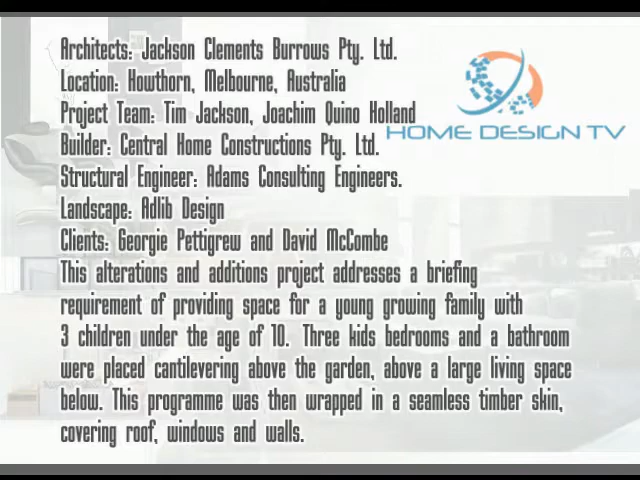 Architects: Jackson Clements Burrows Pty. Ltd.
Location: Howthorn, Melbourne, Australia
Project Team: Tim Jackson, Joachim Quino Holland
HOME DESIGN TV
Builder: Central Home Constructions Pty. Ltd.
Structural Engineer: Adams Consulting Engineers.
Landscape: Adlib Design
Clients: Georgie Pettigrew and David McCombe
This alterations and additions project addresses a briefing
requirement of providing space for a young growing family with
3 children under the age of 10. Three kids bedrooms and a bathroom
were placed cantilevering above the garden, above a large living space
below. This programme was then wrapped in a seamless timber skin,
covering roof, windows and walls.